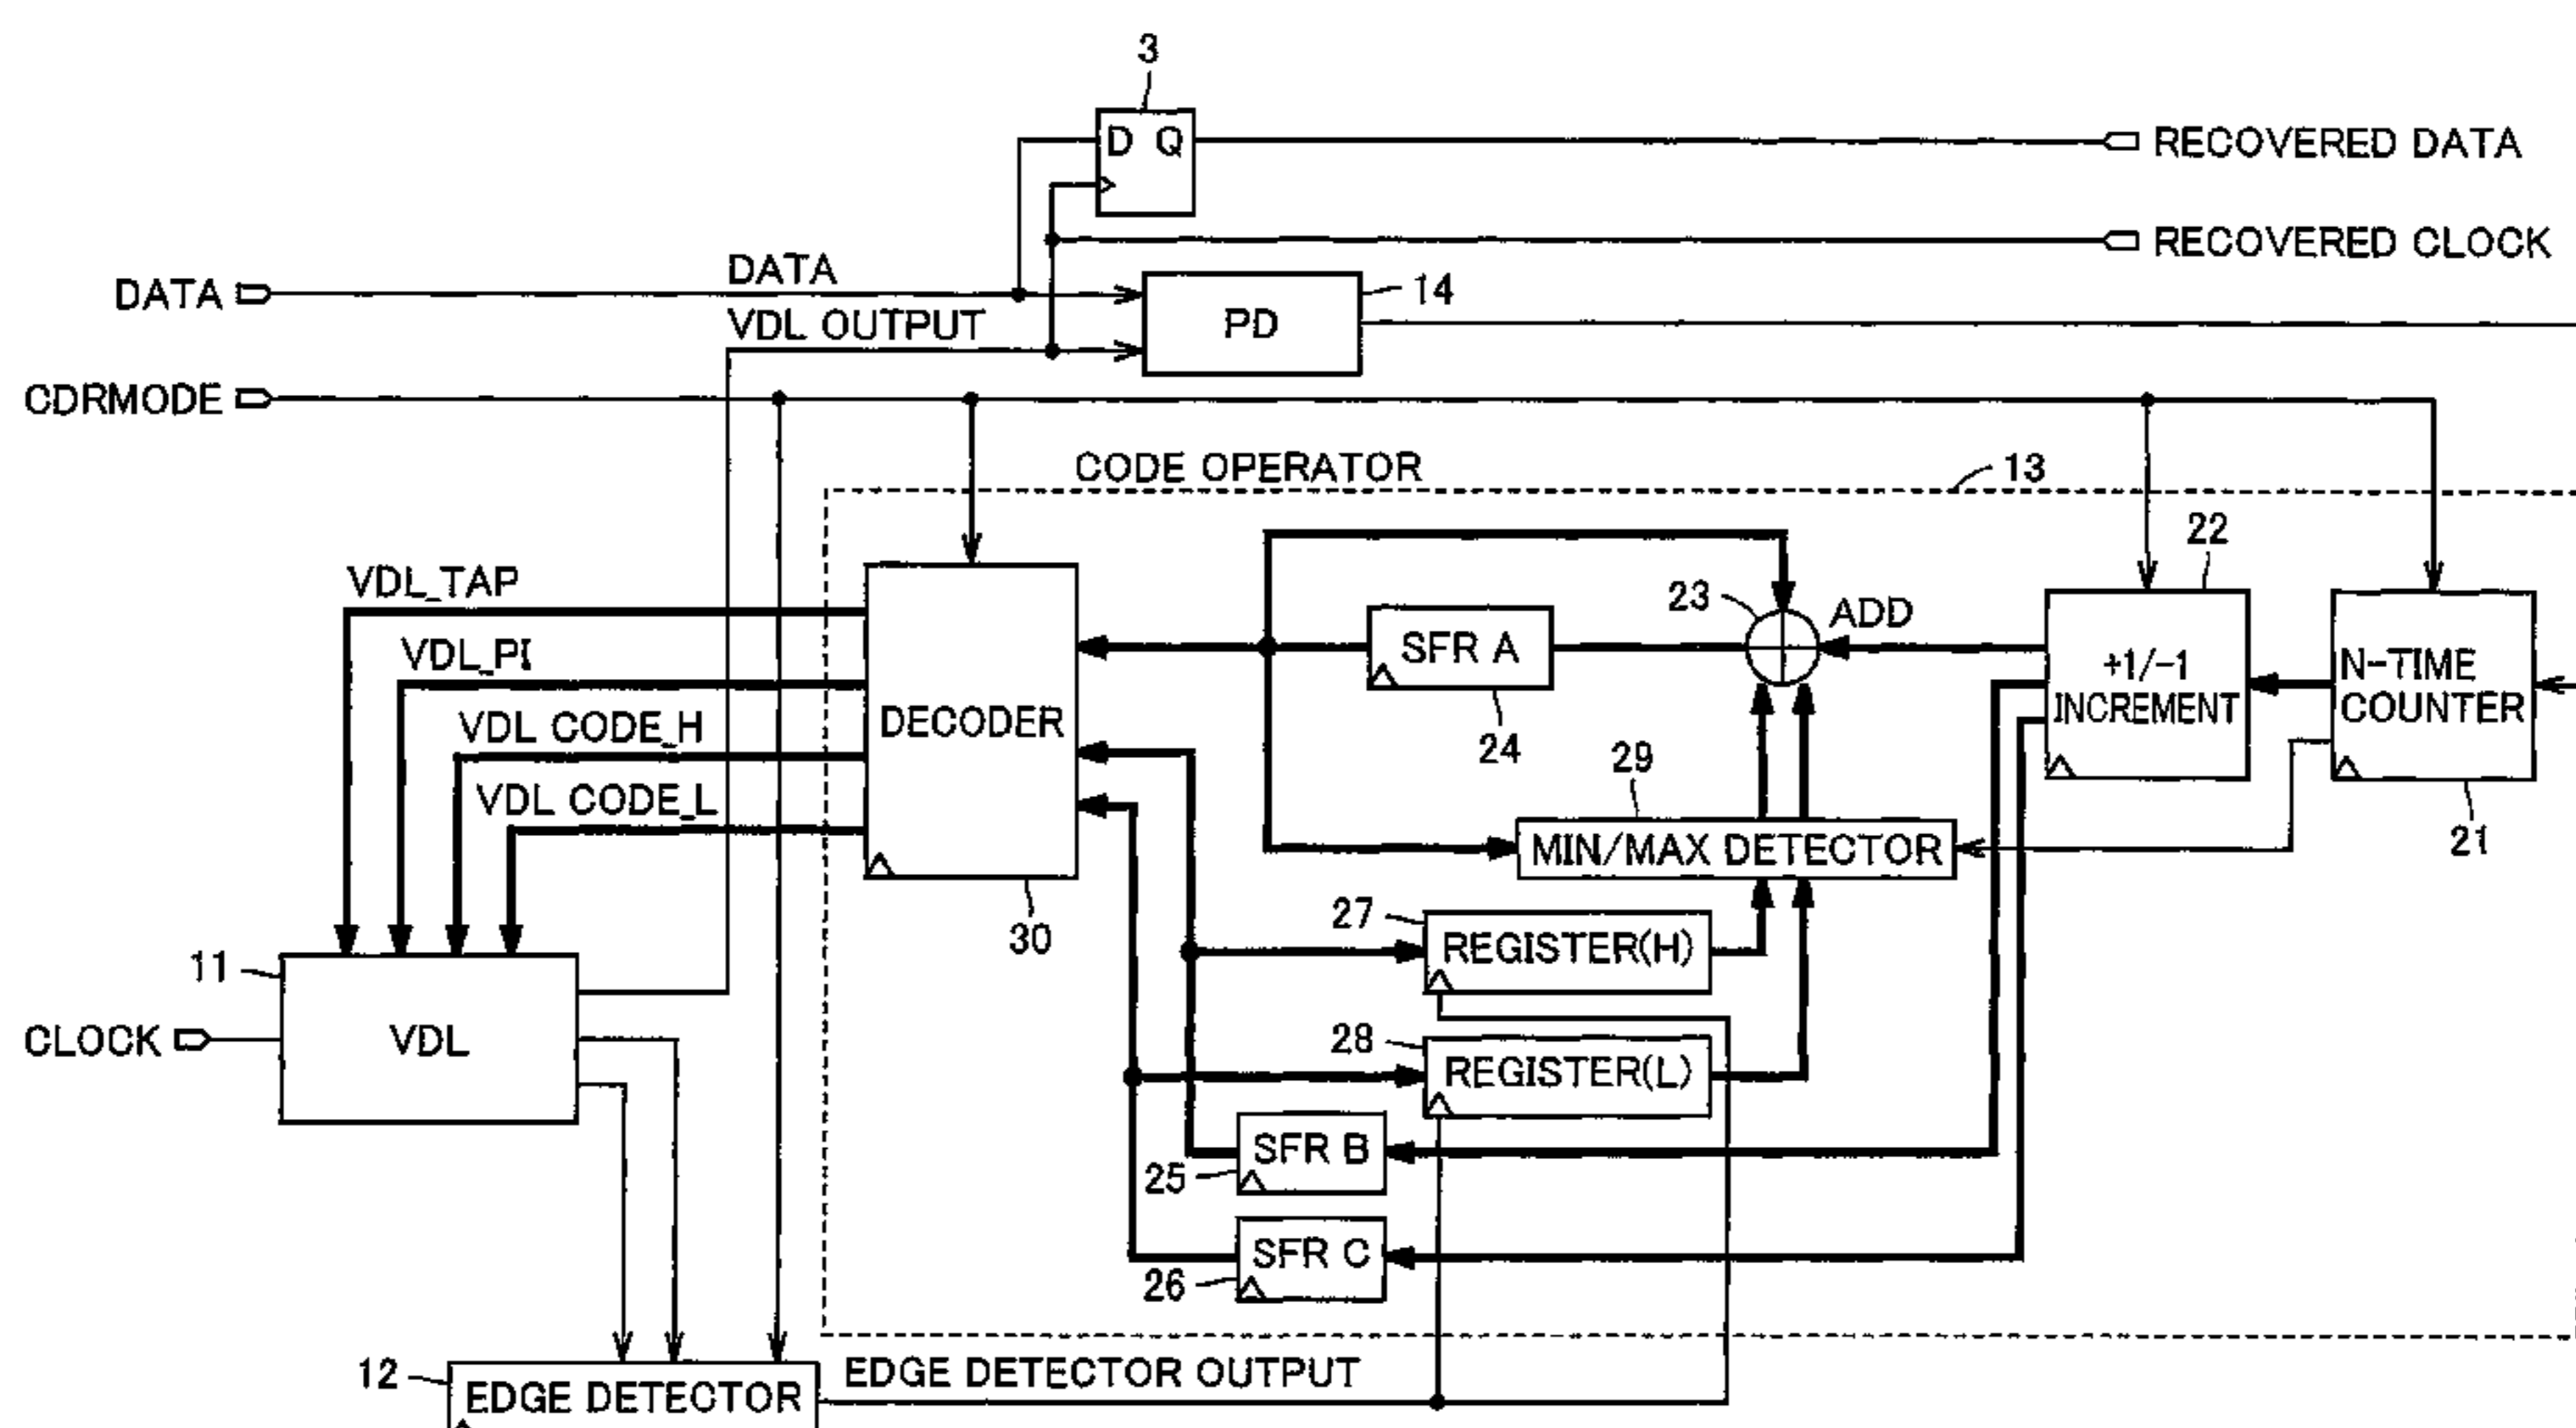 3
D Q
RECOVERED DATA
RECOVERED CLOCK
DATA
DATA
14
VDL OUTPUT
PD
CDRMODE
CODE OPERATOR
13
22
VDL_TAP
23
ADD
SFR A
+1/-1
INCREMENT
N-TIME
COUNTER
VDL_PI
DECODER
VDL CODE_H
24
29
VDL CODE_L
21
MIN/MAX DETECTOR
27
30
REGISTER(H)
11
CLOCK
VDL
28
REGISTER(L)
SFR B
25
SFR C
26
12
EDGE DETECTOR
EDGE DETECTOR OUTPUT